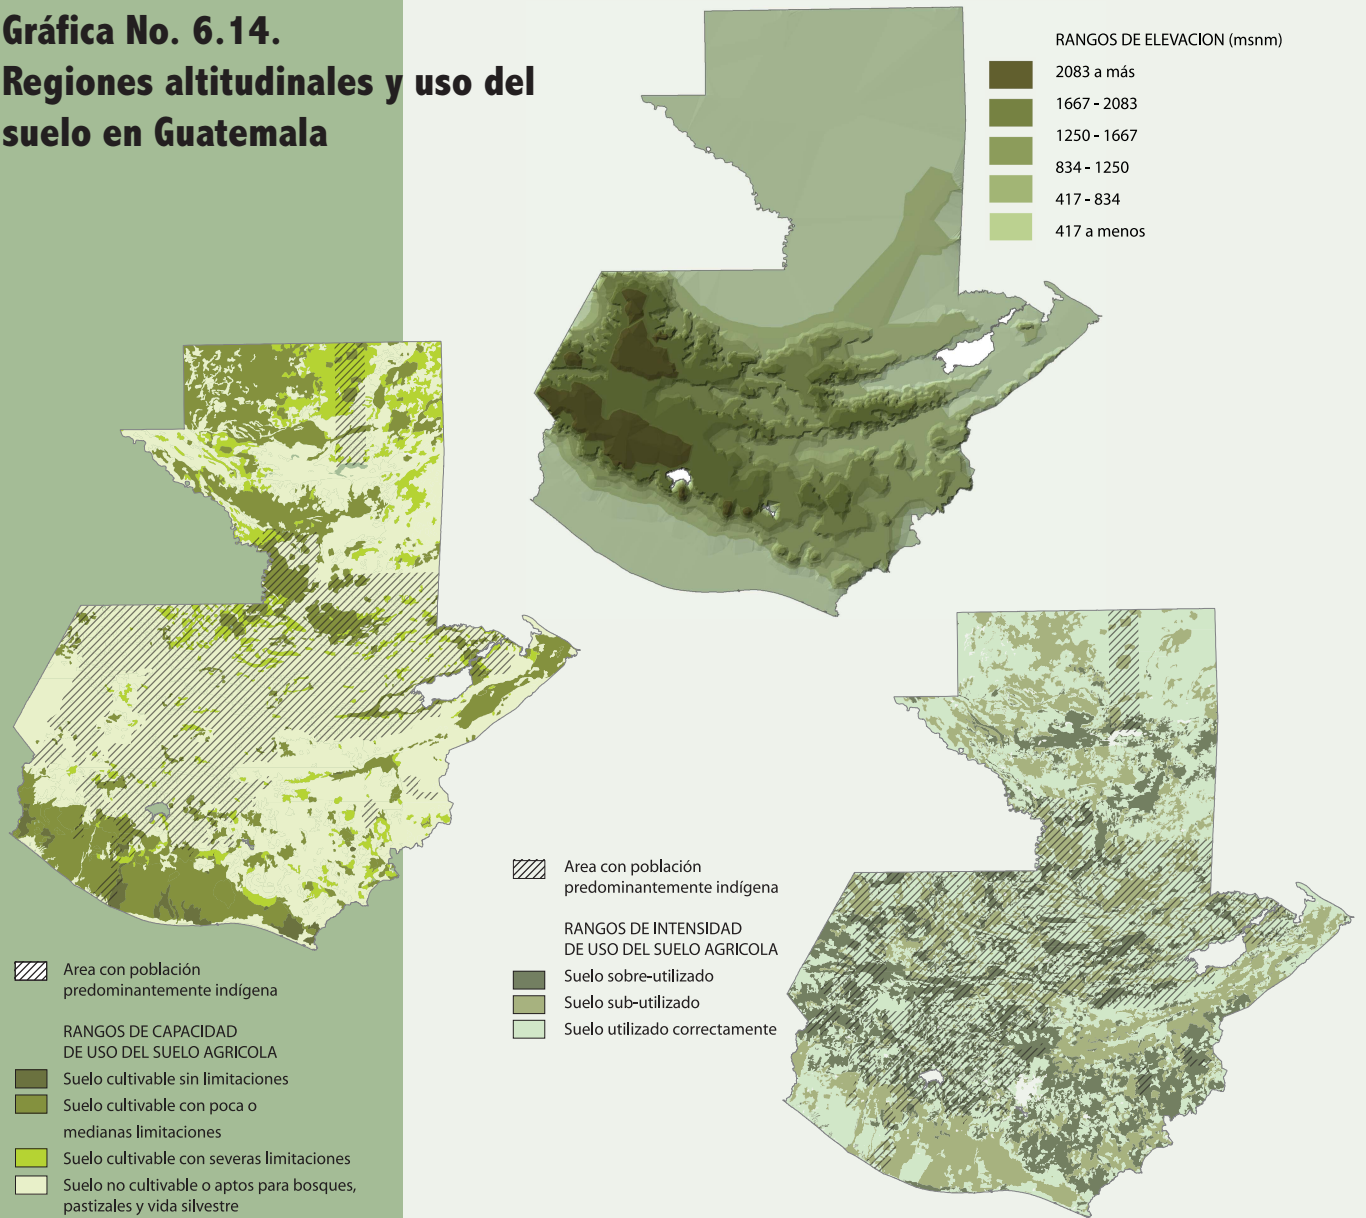 Gráfica No. 6.14.
Regiones altitudinales y uso del
suelo en Guatemala
RANGOS DE ELEVACION (msnm)
2083 a más
1667 - 2083
1250 - 1667
834 - 1250
417 - 834
417 a menos
Area con población
predominantemente indígena
RANGOS DE CAPACIDAD
DE USO DEL SUELO AGRICOLA
Suelo cultivable sin limitaciones
Suelo cultivable con poca o
medianas limitaciones
Suelo cultivable con severas limitaciones
Suelo no cultivable o aptos para bosques,
pastizales y vida silvestre
Area con población
predominantemente indígena
RANGOS DE INTENSIDAD
DE USO DEL SUELO AGRICOLA
Suelo sobre-utilizado
Suelo sub-utilizado
Suelo utilizado correctamente